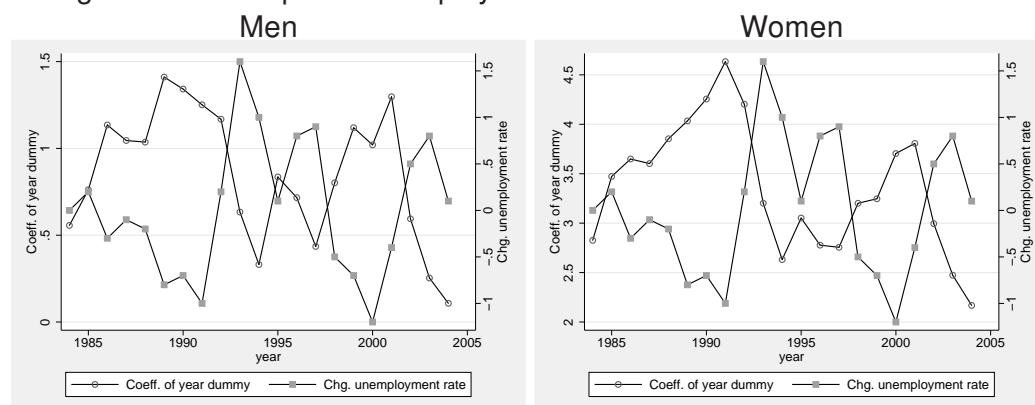 Men
Women
1.5
1
.5
0
Coeff. of year dummy
1.5
1
.5
0
-.5
-1
Chg. unemployment rate
1985 1990 1995 2000 2005
year
Coeff. of year dummy Chg. unemployment rate
4.5
4
3.5
3
2.5
2
Coeff. of year dummy
1.5
1
.5
0
-.5
-1
Chg. unemployment rate
1985 1990 1995 2000 2005
year
Coeff. of year dummy Chg. unemployment rate